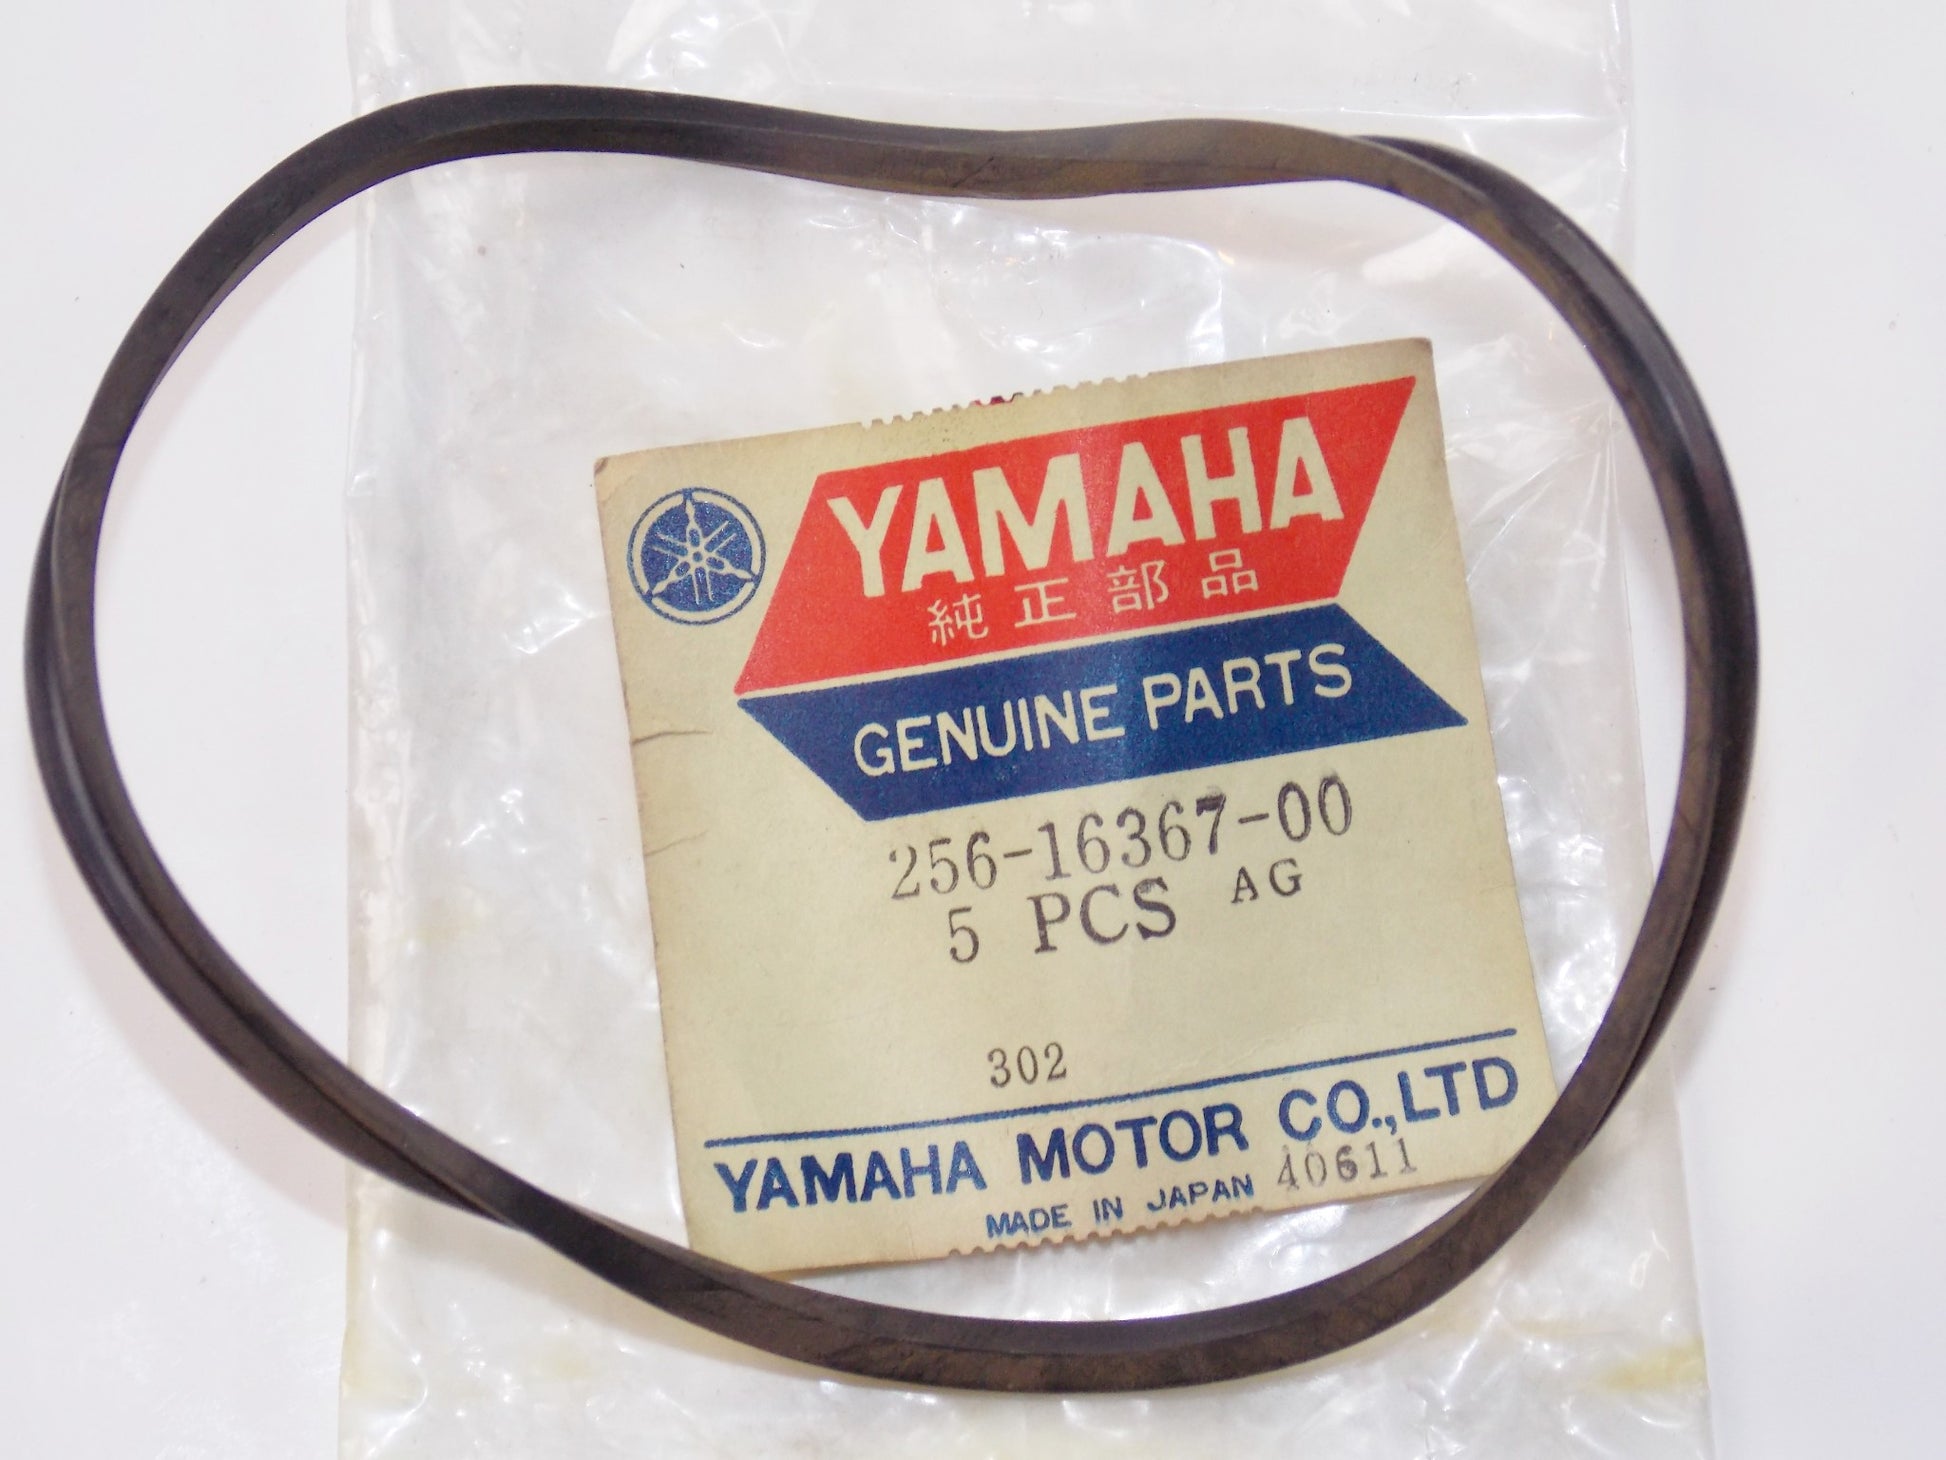 YAMAHA
純正部品
GENUINE PARTS
256-16367-00
5 PCS AG
302
YAMAHA MOTOR CO.,LTD
MADE IN JAPAN 40611